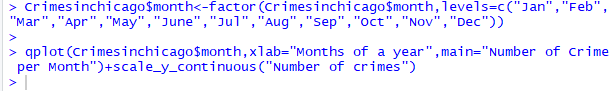 > Crimesinchicago$month<-factor(Crimesinchicago$month,levels=c("Jan","Feb",
"Mar","Apr","May","June","Jul","Aug","Sep","Oct","Nov","Dec"))
>
> qplot(Crimesinchicago$month,xlab="Months of a year",main="Number of Crime
per Month")+scale_y_continuous("Number of crimes")
>